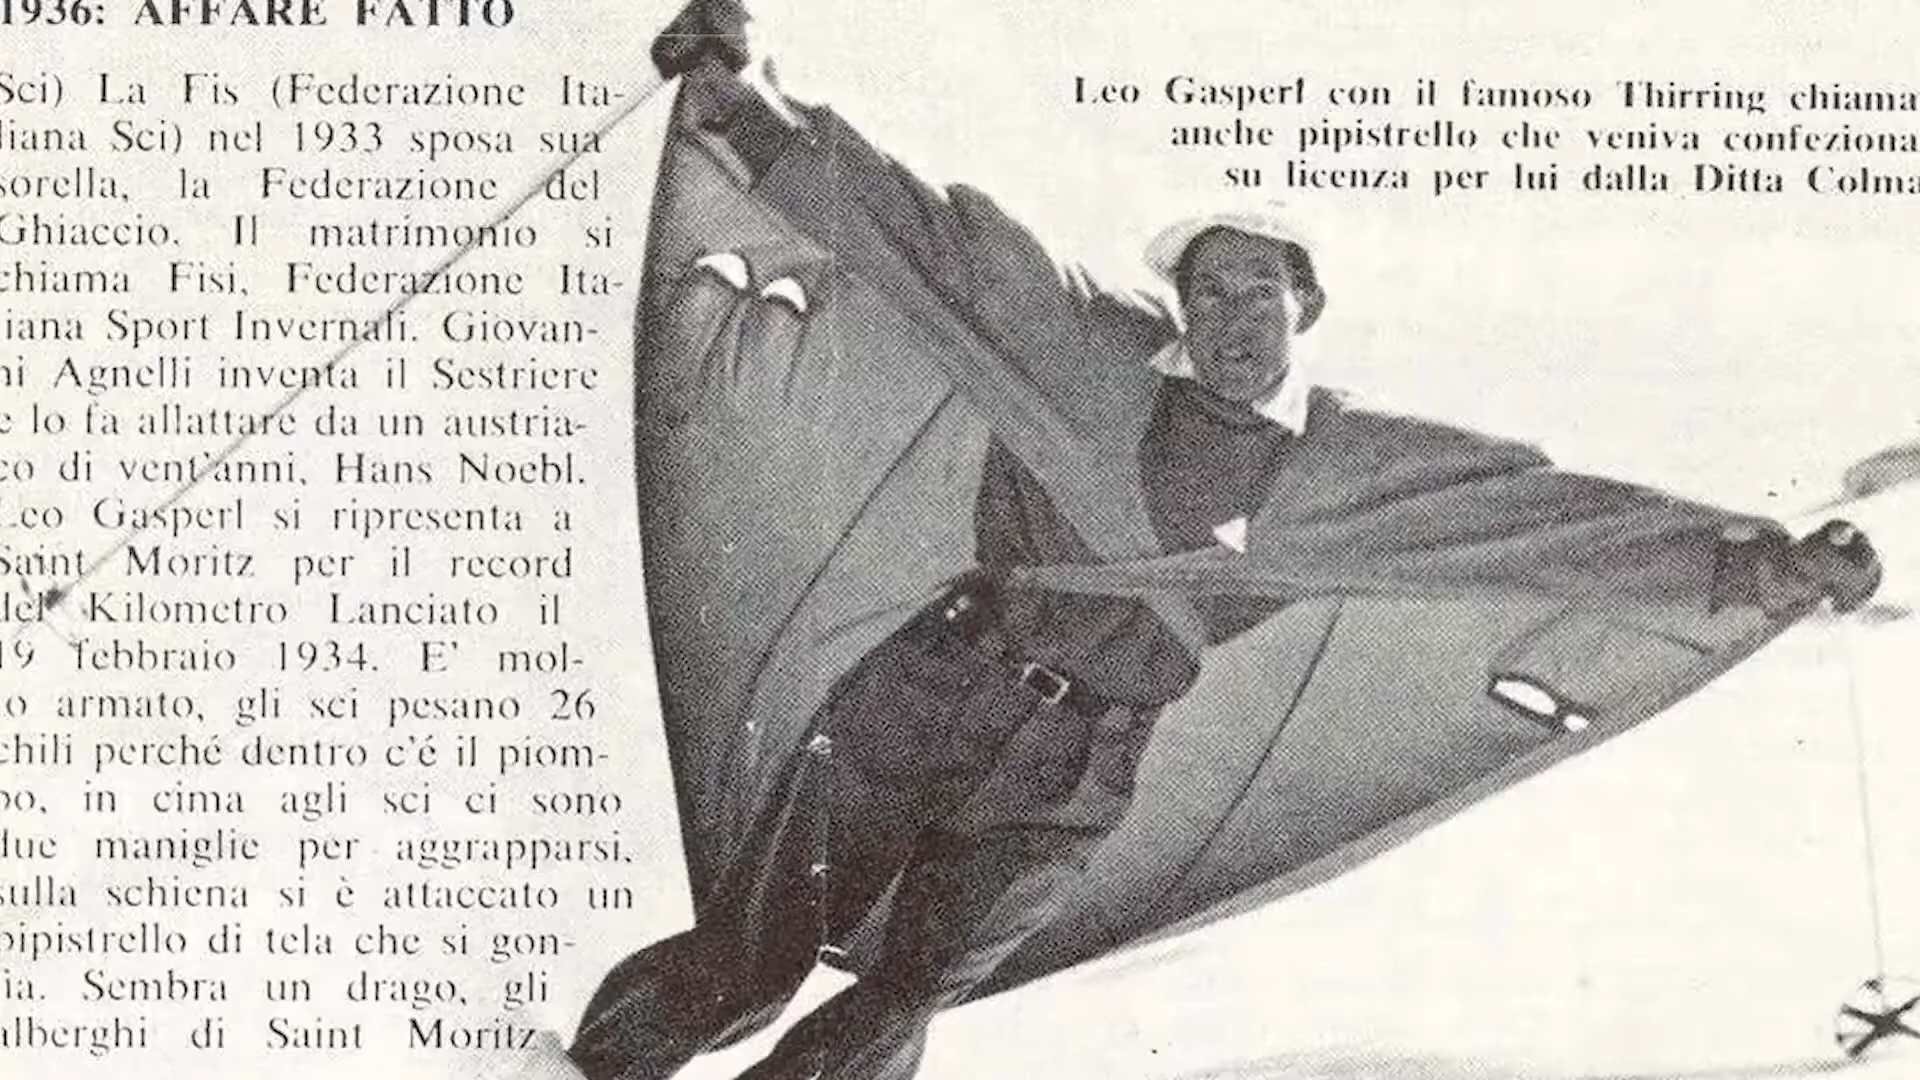 1936: AFFARE FATTO
Sci) La Fis (Federazione Ita-
liana Sci) nel 1933 sposa sua
sorella, la Federazione del
Ghiaccio. Il matrimonio si
chiama Fisi, Federazione Ita-
iana Sport Invernali. Giovan-
ni Agnelli inventa il Sestriere
e lo fa allattare da un austria-
co di vent'anni, Hans Noebl.
Leo Gasperl si ripresenta a
Saint Moritz per il record
del Kilometro Lanciato il
19 febbraio 1934. E' mol-
o armato, gli sci pesano 26
chili perché dentro c'é il piom-
bo, in cima agli sci ci sono
due maniglie per aggrapparsi,
sulla schiena si è attaccato un
pipistrello di tela che si gon-
ia. Sembra un drago, gli
alberghi di Saint Moritz
Leo Gasperl con il famoso Thirring chiama
anche pipistrello che veniva confeziona
su licenza per lui dalla Ditta Colma